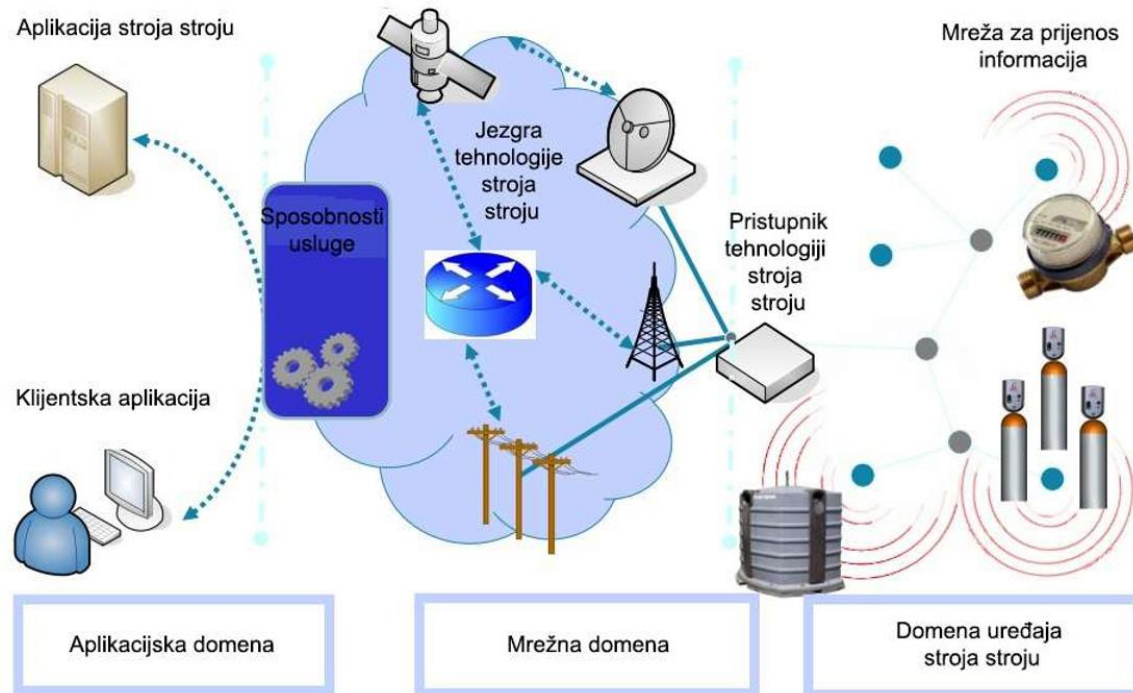 Aplikacija stroja stroju
Mreža za prijenos
informacija
Jezgra
tehnologije
stroja
stroju
Sposobnosti
usluge
Pristupnik
tehnologiji
stroja
stroju
Klijentska aplikacija
Aplikacijska domena
Mrežna domena
Domena uređaja
stroja stroju